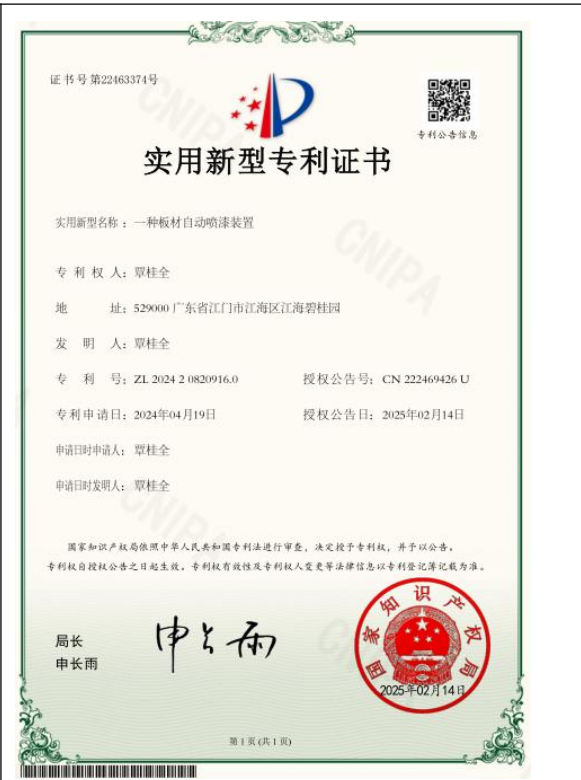 证书号第22463374号
专利公告信息
实用新型专利证书
实用新型名称：一种板材自动喷漆装置
专利权人：覃桂全
地址：529000 广东省江门市江海区江海碧桂园
发明人：覃桂全
专利号：ZL 2024 2 0820916.0 授权公告号：CN 222469426 U
专利申请日：2024年04月19日 授权公告日：2025年02月14日
申请日时申请人：覃桂全
申请日时发明人：覃桂全
国家知识产权局依照中华人民共和国专利法进行审查，决定授予专利权，并予以公告。
专利权自授权公告之日起生效。专利权有效性及专利权人变更等法律信息以专利登记簿记载为准。
局长
申长雨
申长雨
国家知识产权局
2025年02月14日
第1页(共1页)
CNIPA
CNIPA
CNIPA